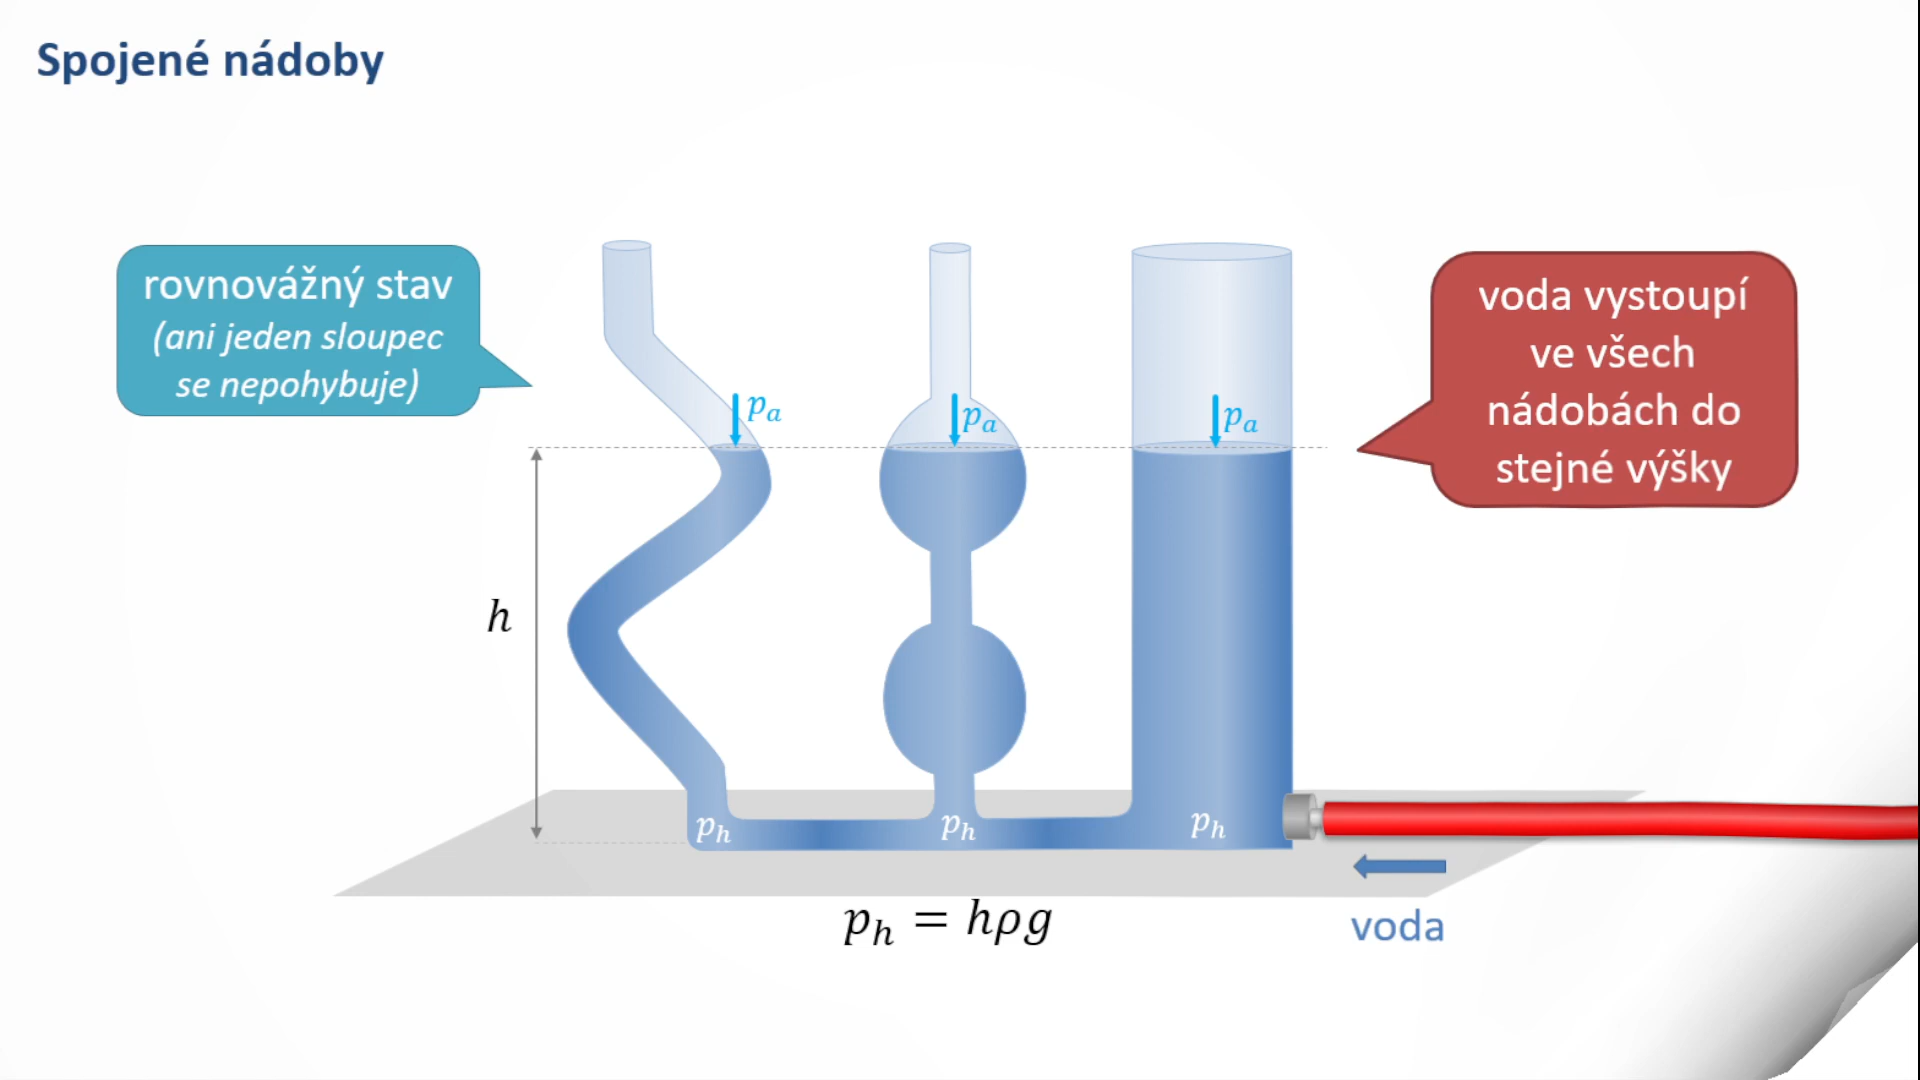 Spojené nádoby
rovnovážný stav
(ani jeden sloupec
se nepohybuje)
voda vystoupí
ve všech
nádobách do
stejné výšky
pₐ
pₐ
pₐ
h
pₕ
pₕ
pₕ
pₕ = hρg
voda